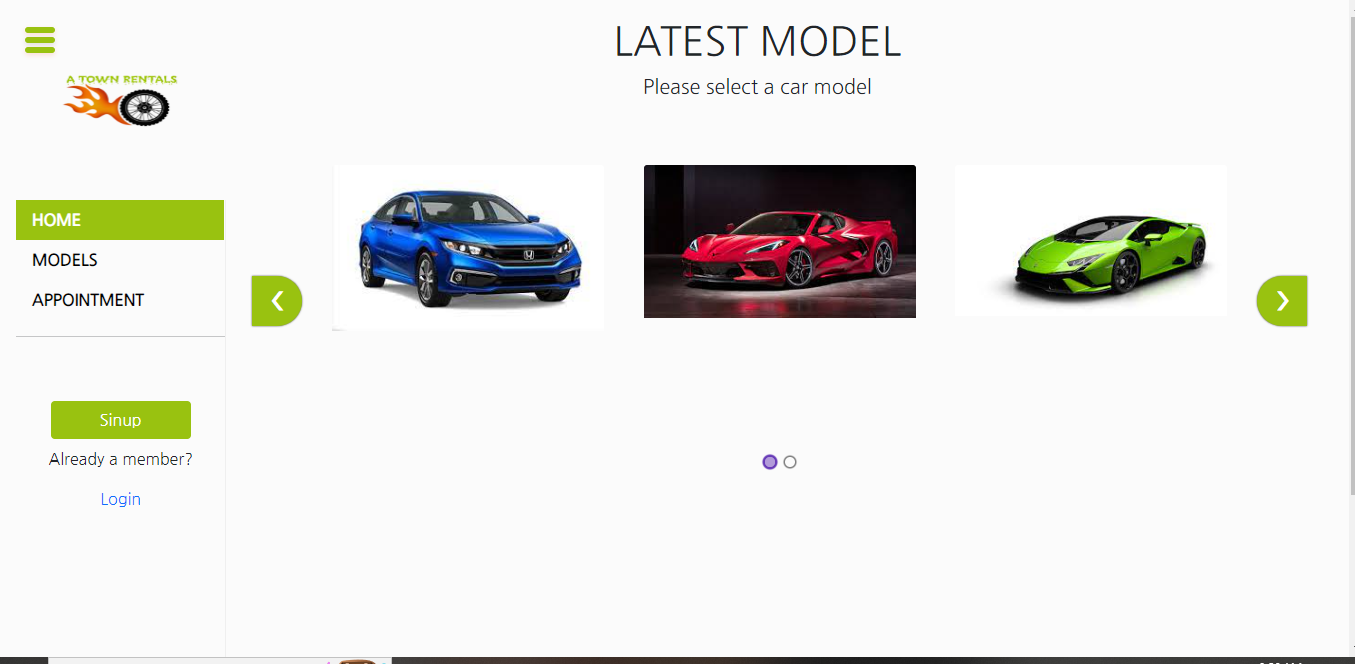 LATEST MODEL
Please select a car model
A TOWN RENTALS
HOME
MODELS
APPOINTMENT
Sinup
Already a member?
Login